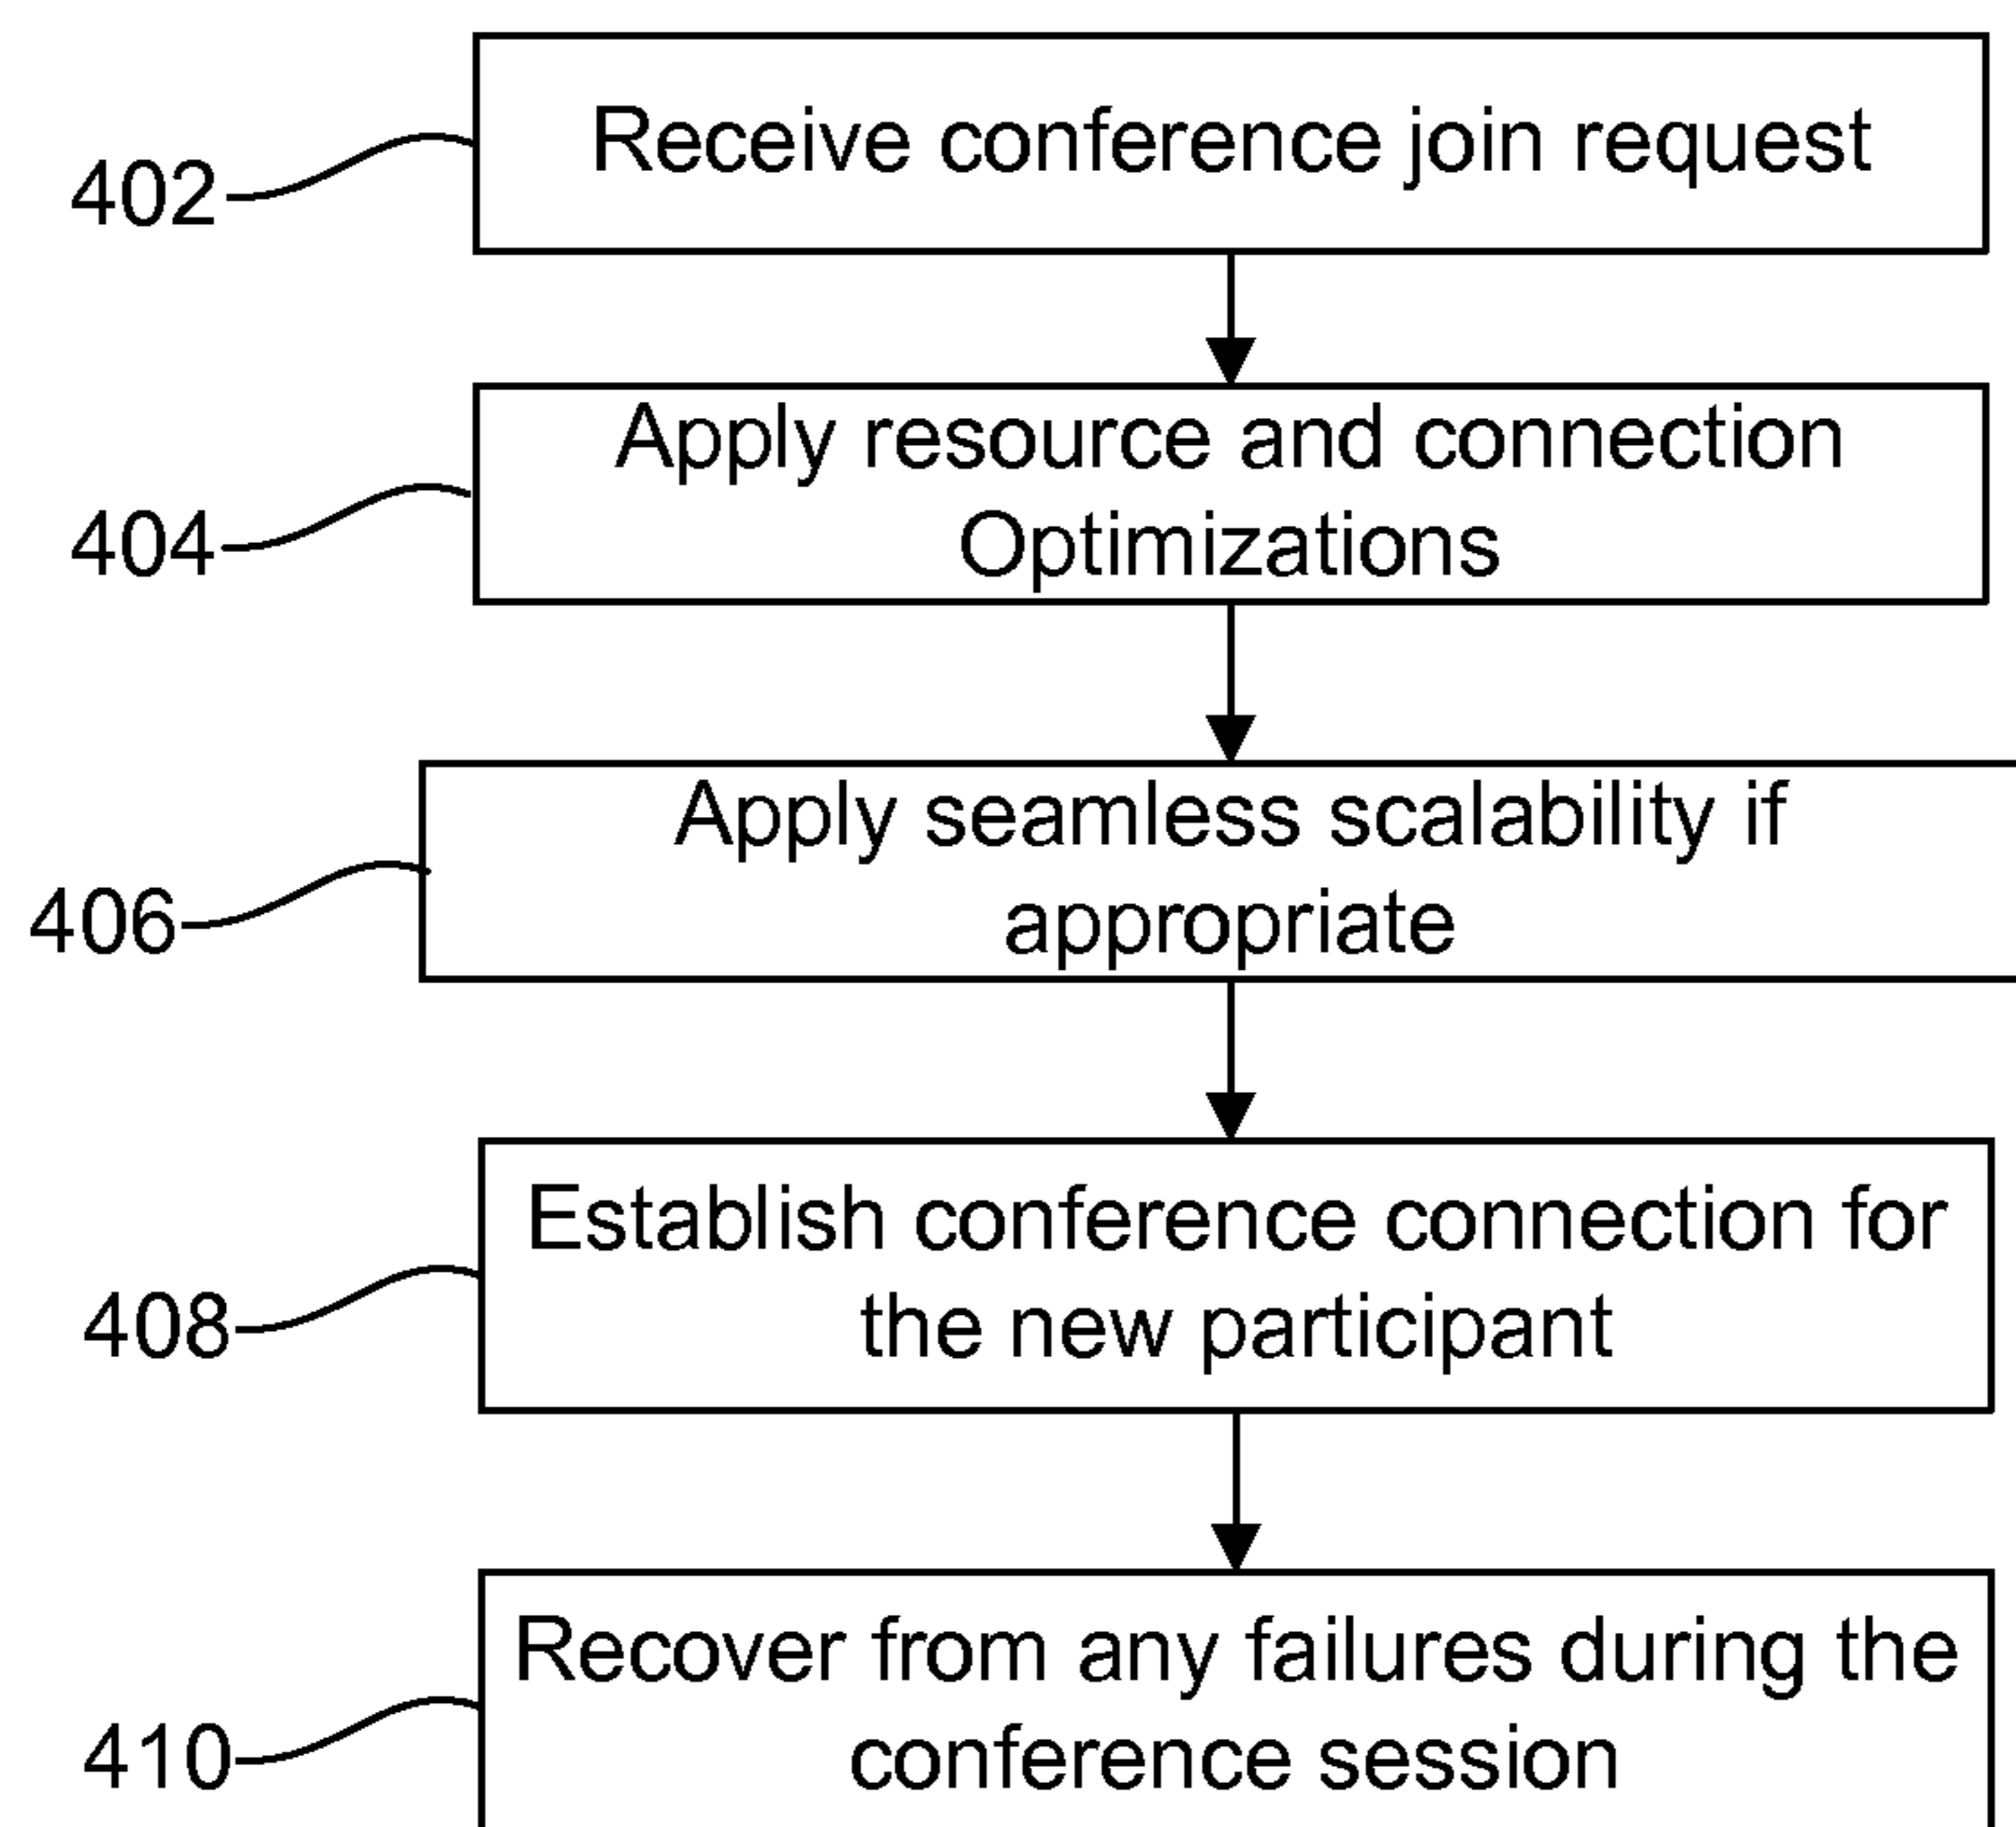 402
Receive conference join request
404
Apply resource and connection
Optimizations
406
Apply seamless scalability if
appropriate
408
Establish conference connection for
the new participant
410
Recover from any failures during the
conference session